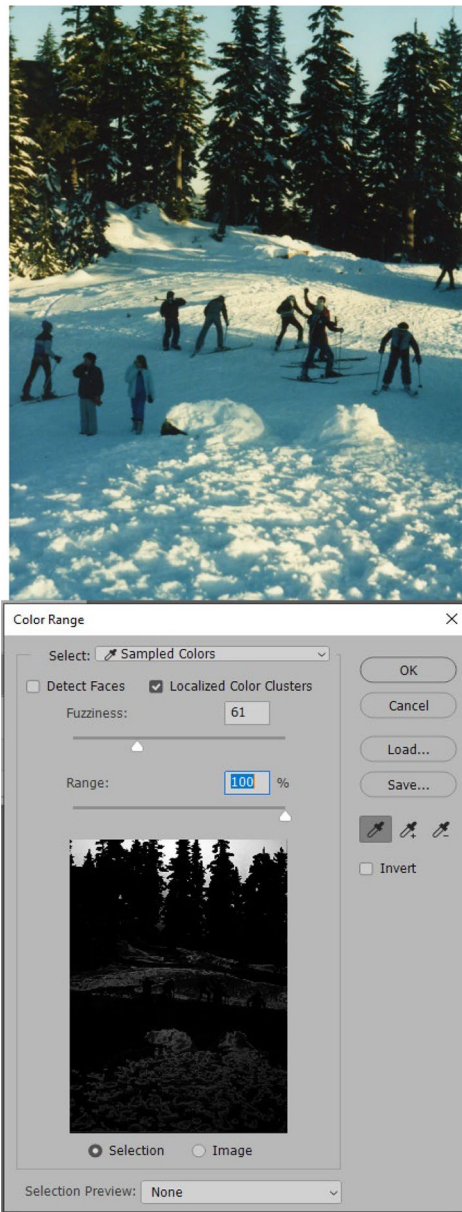 Color Range
Select: Sampled Colors
Detect Faces Localized Color Clusters
Fuzziness: 61
Range: 100 %
Selection Image
Selection Preview: None
OK
Cancel
Load...
Save...
Invert